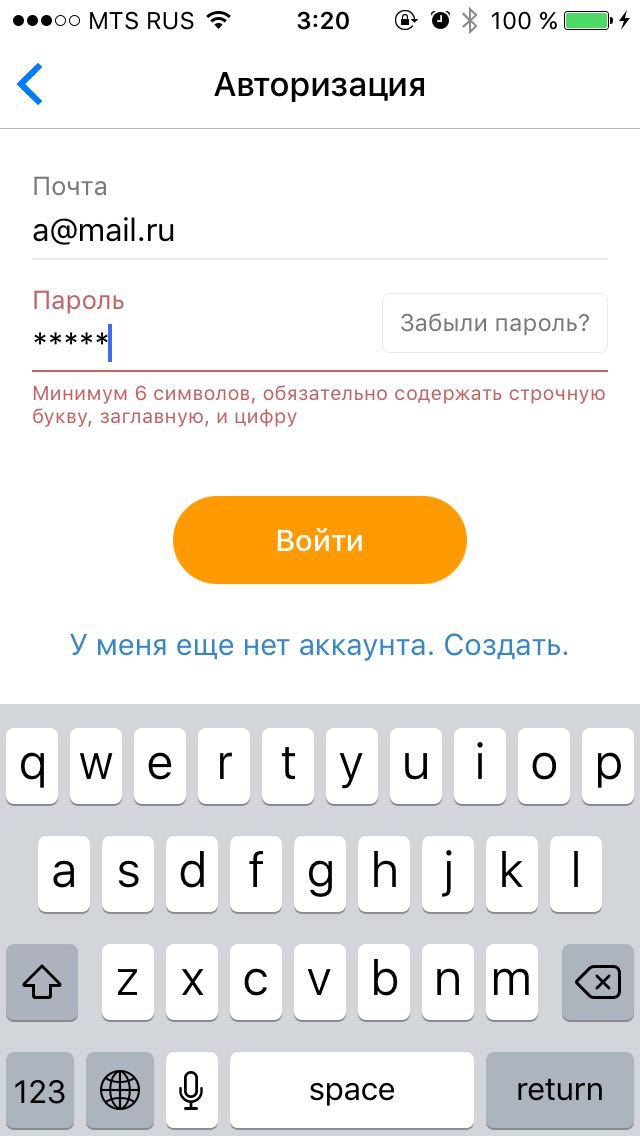 MTS RUS 3:20 100 %
Авторизация
Почта
a@mail.ru
Пароль
*****
Забыли пароль?
Минимум 6 символов, обязательно содержать строчную
букву, заглавную, и цифру
Войти
У меня еще нет аккаунта. Создать.
q w e r t y u i o p
a s d f g h j k l
z x c v b n m
123 space return